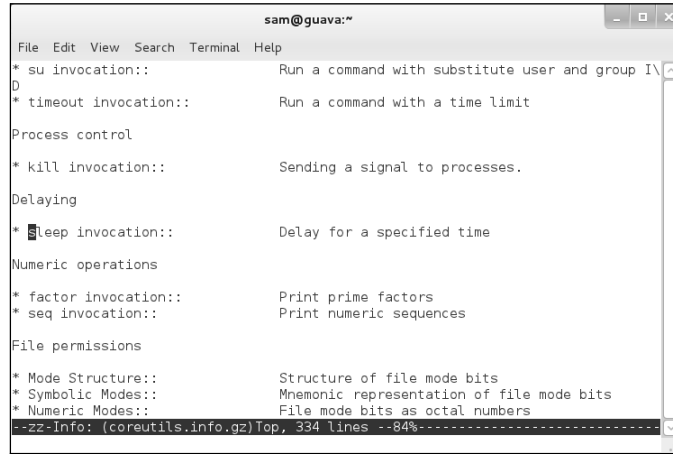 sam@guava:~
File Edit View Search Terminal Help
* su invocation:: Run a command with substitute user and group I\
D
* timeout invocation:: Run a command with a time limit
Process control
* kill invocation:: Sending a signal to processes.
Delaying
* sleep invocation:: Delay for a specified time
Numeric operations
* factor invocation:: Print prime factors
* seq invocation:: Print numeric sequences
File permissions
* Mode Structure:: Structure of file mode bits
* Symbolic Modes:: Mnemonic representation of file mode bits
* Numeric Modes:: File mode bits as octal numbers
--zz-Info: (coreutils.info.gz)Top, 334 lines --84%------------------------------